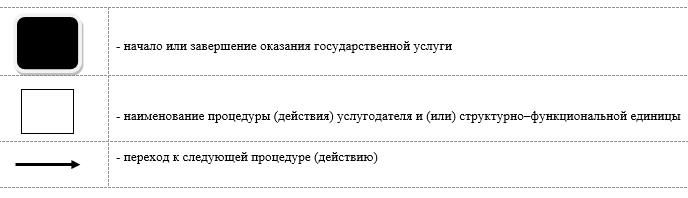 - начало или завершение оказания государственной услуги
- наименование процедуры (действия) услугодателя и (или) структурно–функциональной единицы
- переход к следующей процедуре (действию)